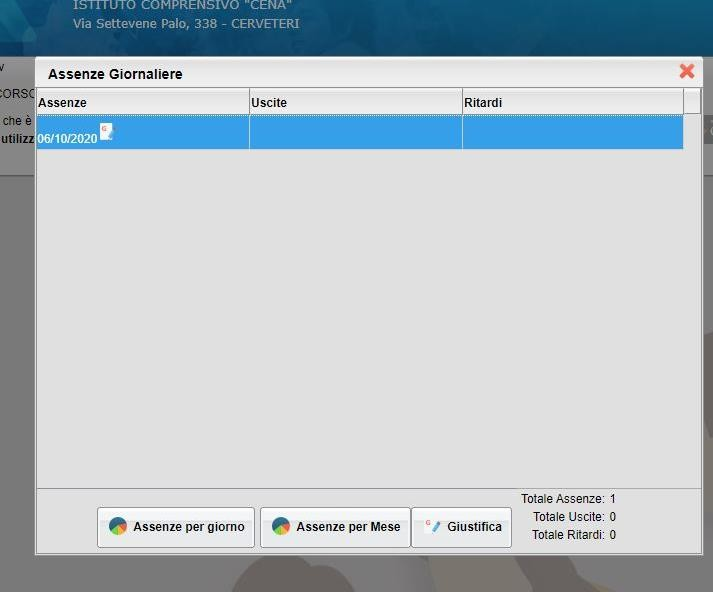 ISTITUTO COMPRENSIVO "CENA"
Via Settevene Palo, 338 - CERVETERI
Assenze Giornaliere
Assenze Uscite Ritardi
CORSO
che è
utilizz
06/10/2020
Totale Assenze: 1
Totale Uscite: 0
Totale Ritardi: 0
Assenze per giorno Assenze per Mese Giustifica